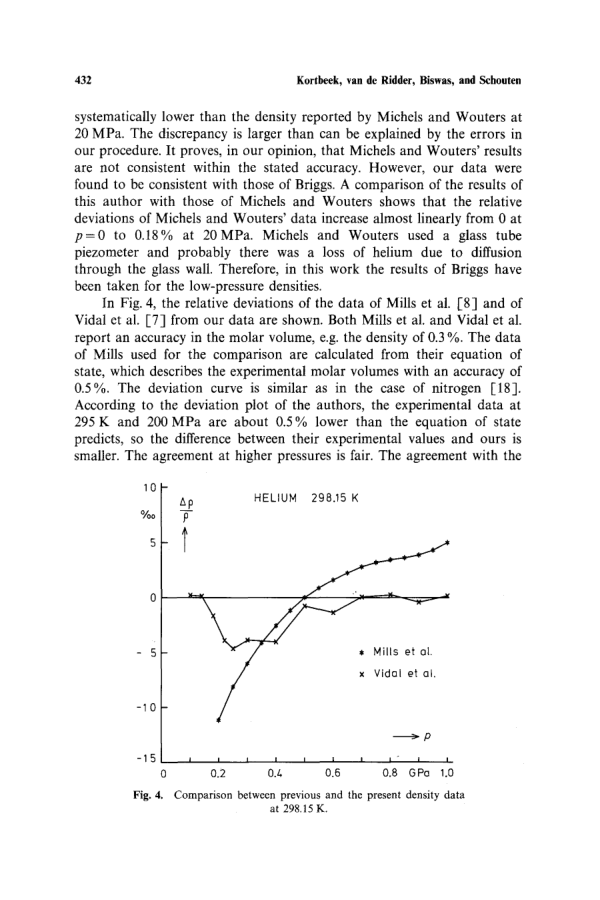 432
Kortbeek, van de Ridder, Biswas, and Schouten
systematically lower than the density reported by Michels and Wouters at
20 MPa. The discrepancy is larger than can be explained by the errors in
our procedure. It proves, in our opinion, that Michels and Wouters' results
are not consistent within the stated accuracy. However, our data were
found to be consistent with those of Briggs. A comparison of the results of
this author with those of Michels and Wouters shows that the relative
deviations of Michels and Wouters' data increase almost linearly from 0 at
p = 0 to 0.18% at 20 MPa. Michels and Wouters used a glass tube
piezometer and probably there was a loss of helium due to diffusion
through the glass wall. Therefore, in this work the results of Briggs have
been taken for the low-pressure densities.
In Fig. 4, the relative deviations of the data of Mills et al. [8] and of
Vidal et al. [7] from our data are shown. Both Mills et al. and Vidal et al.
report an accuracy in the molar volume, e.g. the density of 0.3%. The data
of Mills used for the comparison are calculated from their equation of
state, which describes the experimental molar volumes with an accuracy of
0.5%. The deviation curve is similar as in the case of nitrogen [18].
According to the deviation plot of the authors, the experimental data at
295 K and 200 MPa are about 0.5% lower than the equation of state
predicts, so the difference between their experimental values and ours is
smaller. The agreement at higher pressures is fair. The agreement with the
10
Δρ
ρ
‰
HELIUM 298.15 K
5
0
- 5
* Mills et al.
x Vidal et al.
-10
→ p
-15
0 0.2 0.4 0.6 0.8 GPa 1.0
Fig. 4. Comparison between previous and the present density data
at 298.15 K.